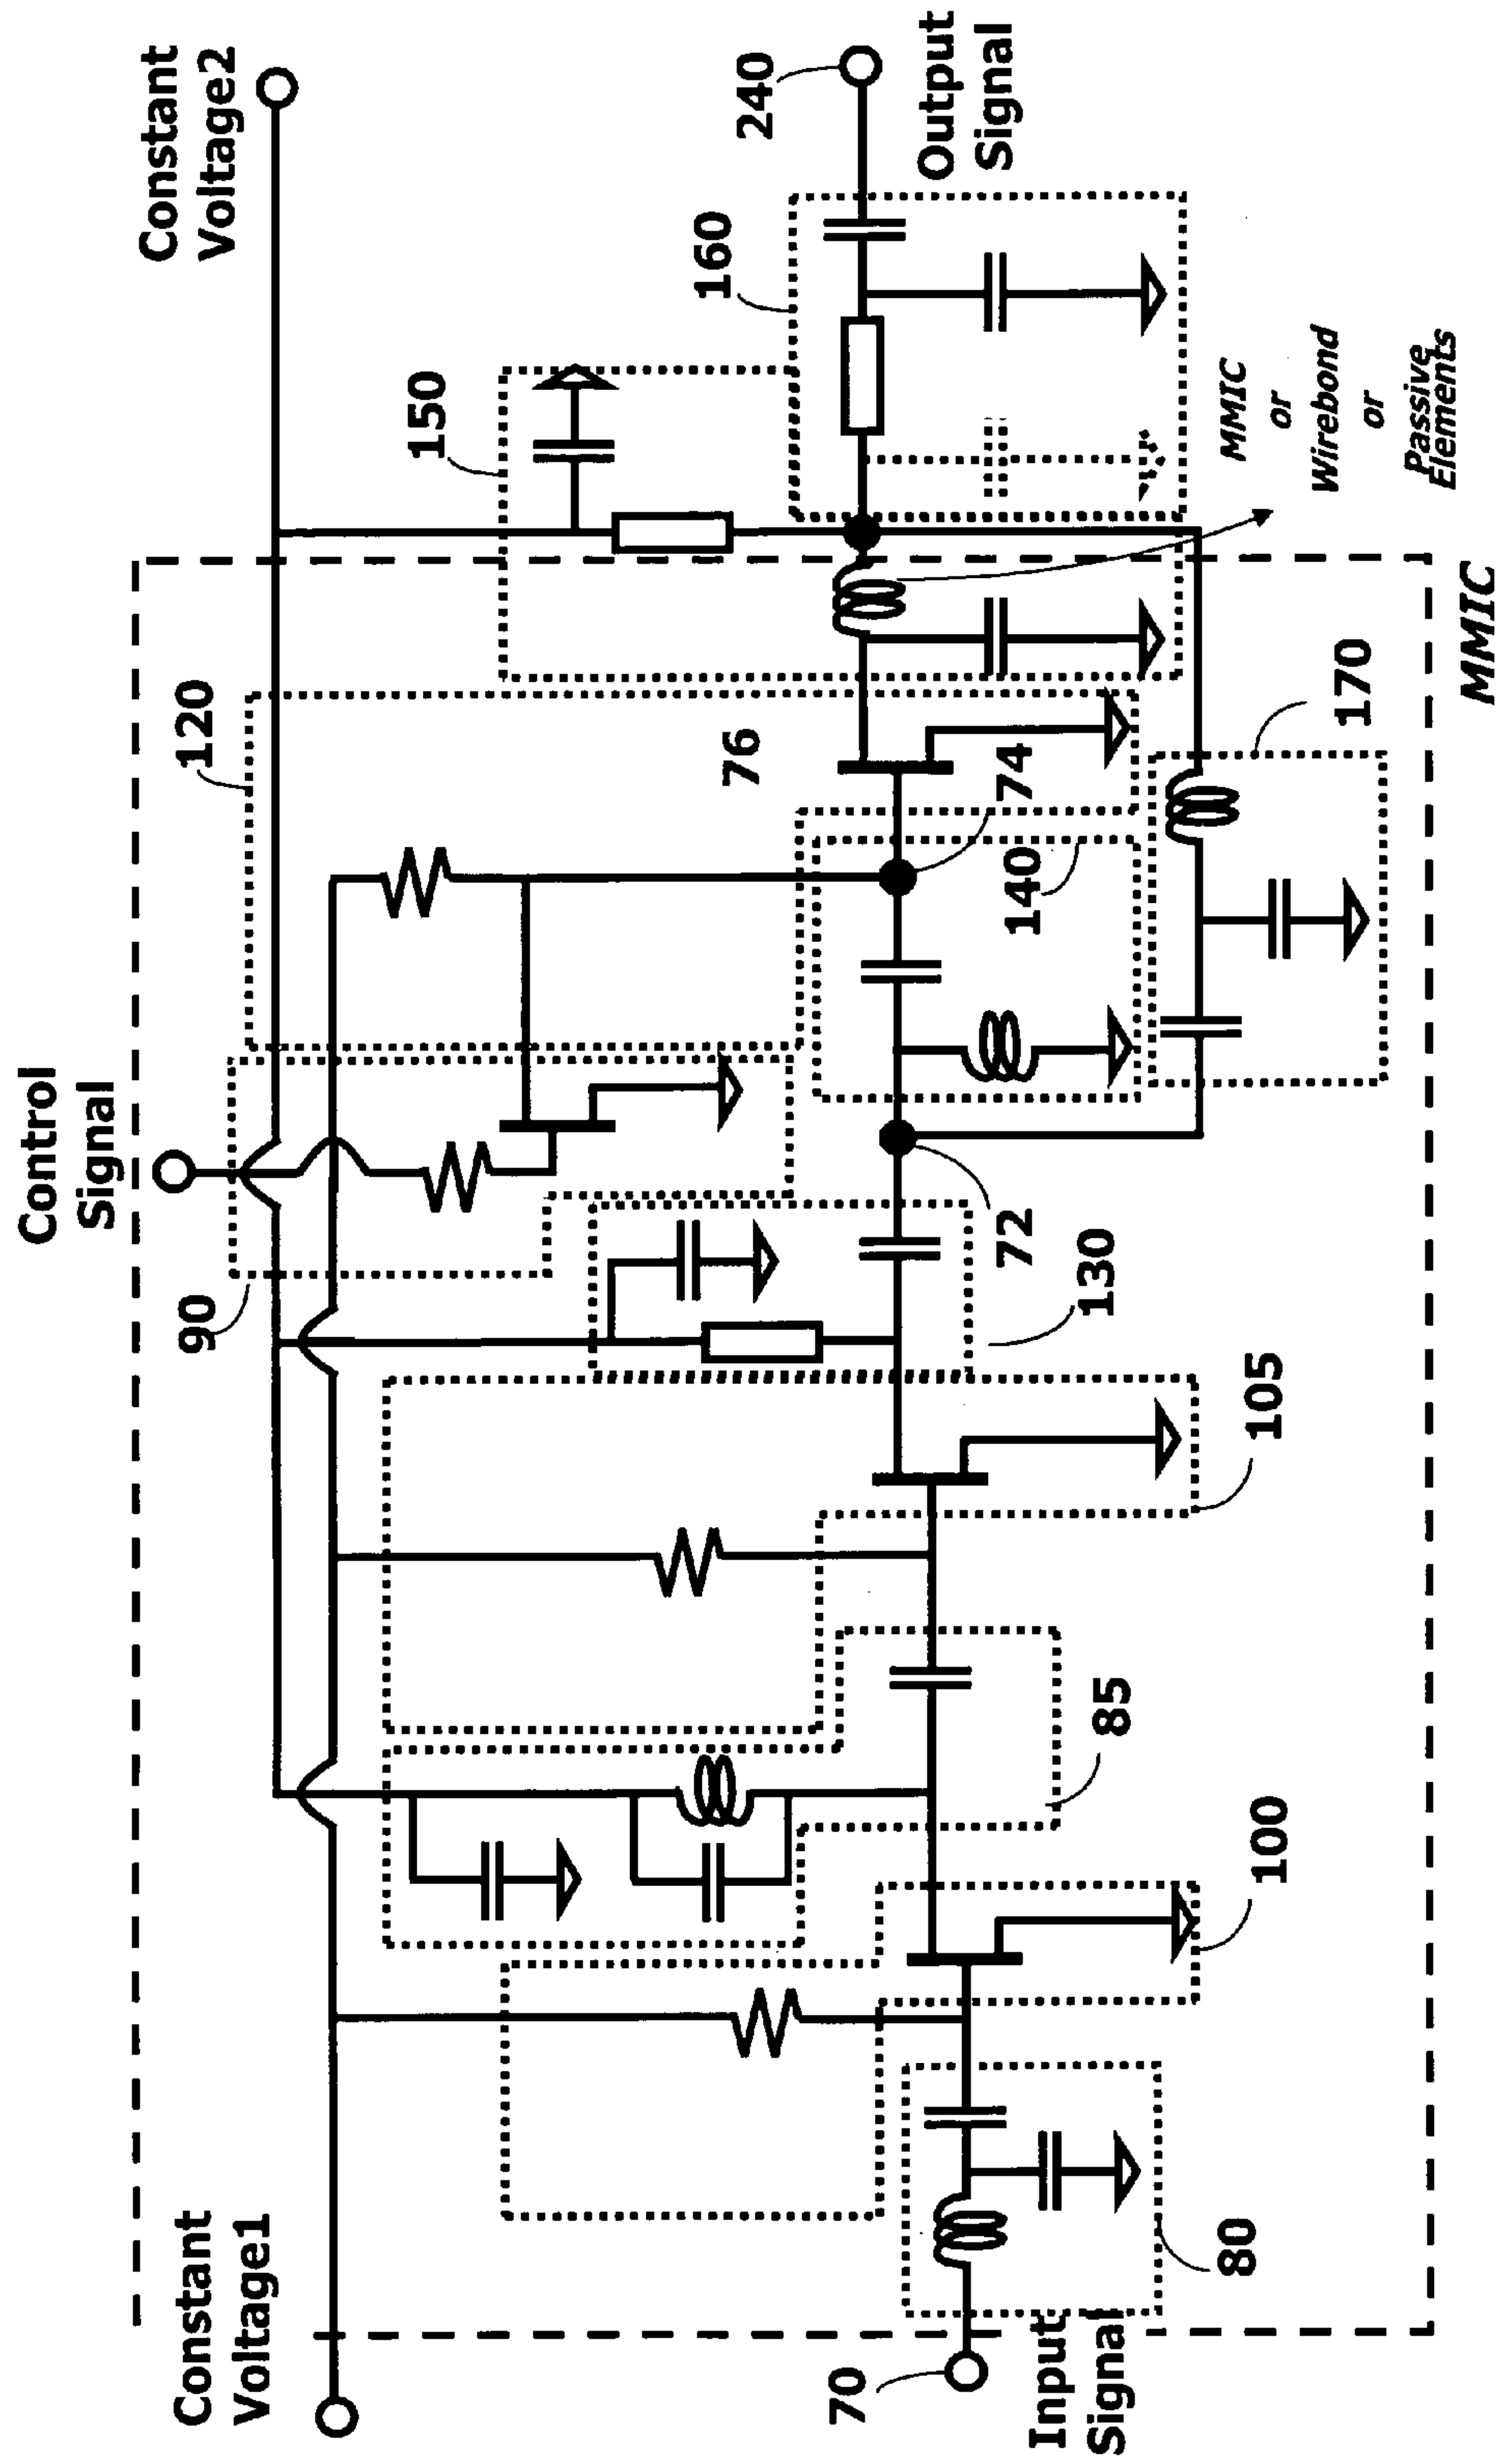 Control
Signal
Constant
Voltage1
Constant
Voltage2
90
120
150
160
240
Output
Signal
76
74
140
72
130
105
85
100
80
70
Input
Signal
170
MMIC
or
Wirebond
or
Passive
Elements
MMIC